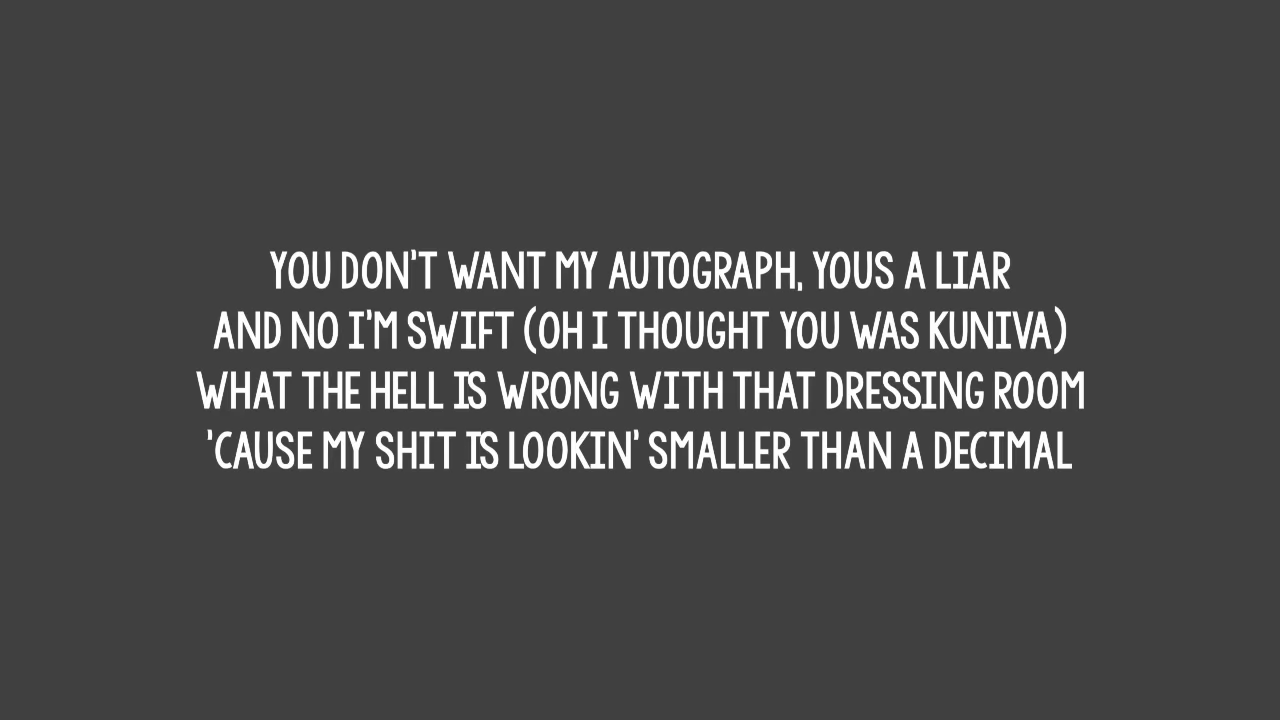 YOU DON'T WANT MY AUTOGRAPH, YOUS A LIAR
AND NO I'M SWIFT (OH I THOUGHT YOU WAS KUNIVA)
WHAT THE HELL IS WRONG WITH THAT DRESSING ROOM
'CAUSE MY SHIT IS LOOKIN' SMALLER THAN A DECIMAL